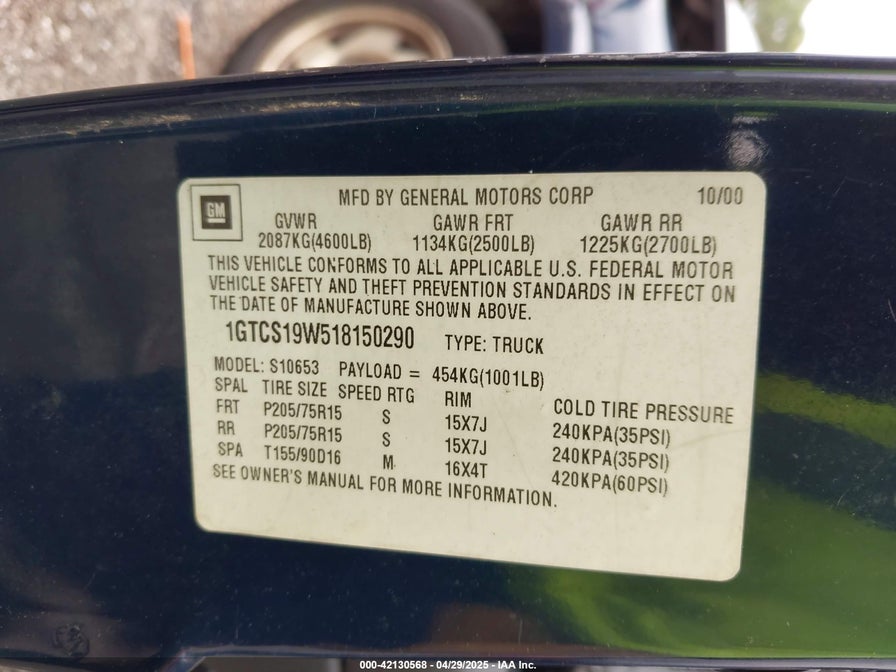 GM
MFD BY GENERAL MOTORS CORP 10/00
GVWR GAWR FRT GAWR RR
2087KG(4600LB) 1134KG(2500LB) 1225KG(2700LB)
THIS VEHICLE CONFORMS TO ALL APPLICABLE U.S. FEDERAL MOTOR
VEHICLE SAFETY AND THEFT PREVENTION STANDARDS IN EFFECT ON
THE DATE OF MANUFACTURE SHOWN ABOVE.
1GTCS19W518150290 TYPE: TRUCK
MODEL: S10653 PAYLOAD = 454KG(1001LB)
SPAL TIRE SIZE SPEED RTG RIM COLD TIRE PRESSURE
FRT P205/75R15 S 15X7J 240KPA(35PSI)
RR P205/75R15 S 15X7J 240KPA(35PSI)
SPA T155/90D16 M 16X4T 420KPA(60PSI)
SEE OWNER'S MANUAL FOR MORE INFORMATION.
000-42130568 - 04/29/2025 - IAA Inc.